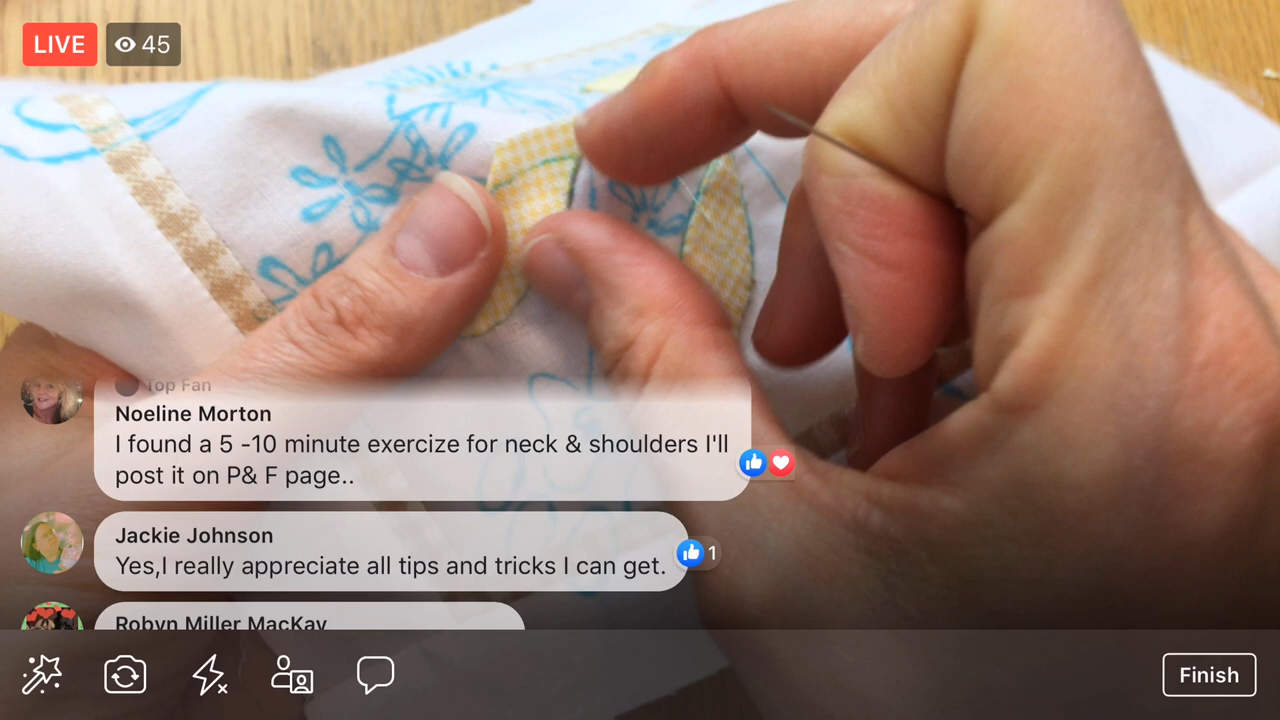 LIVE
45
Top Fan
Noeline Morton
I found a 5 -10 minute exercize for neck & shoulders I'll
post it on P& F page..
Jackie Johnson
Yes,I really appreciate all tips and tricks I can get.
1
Robyn Miller MacKay
Finish